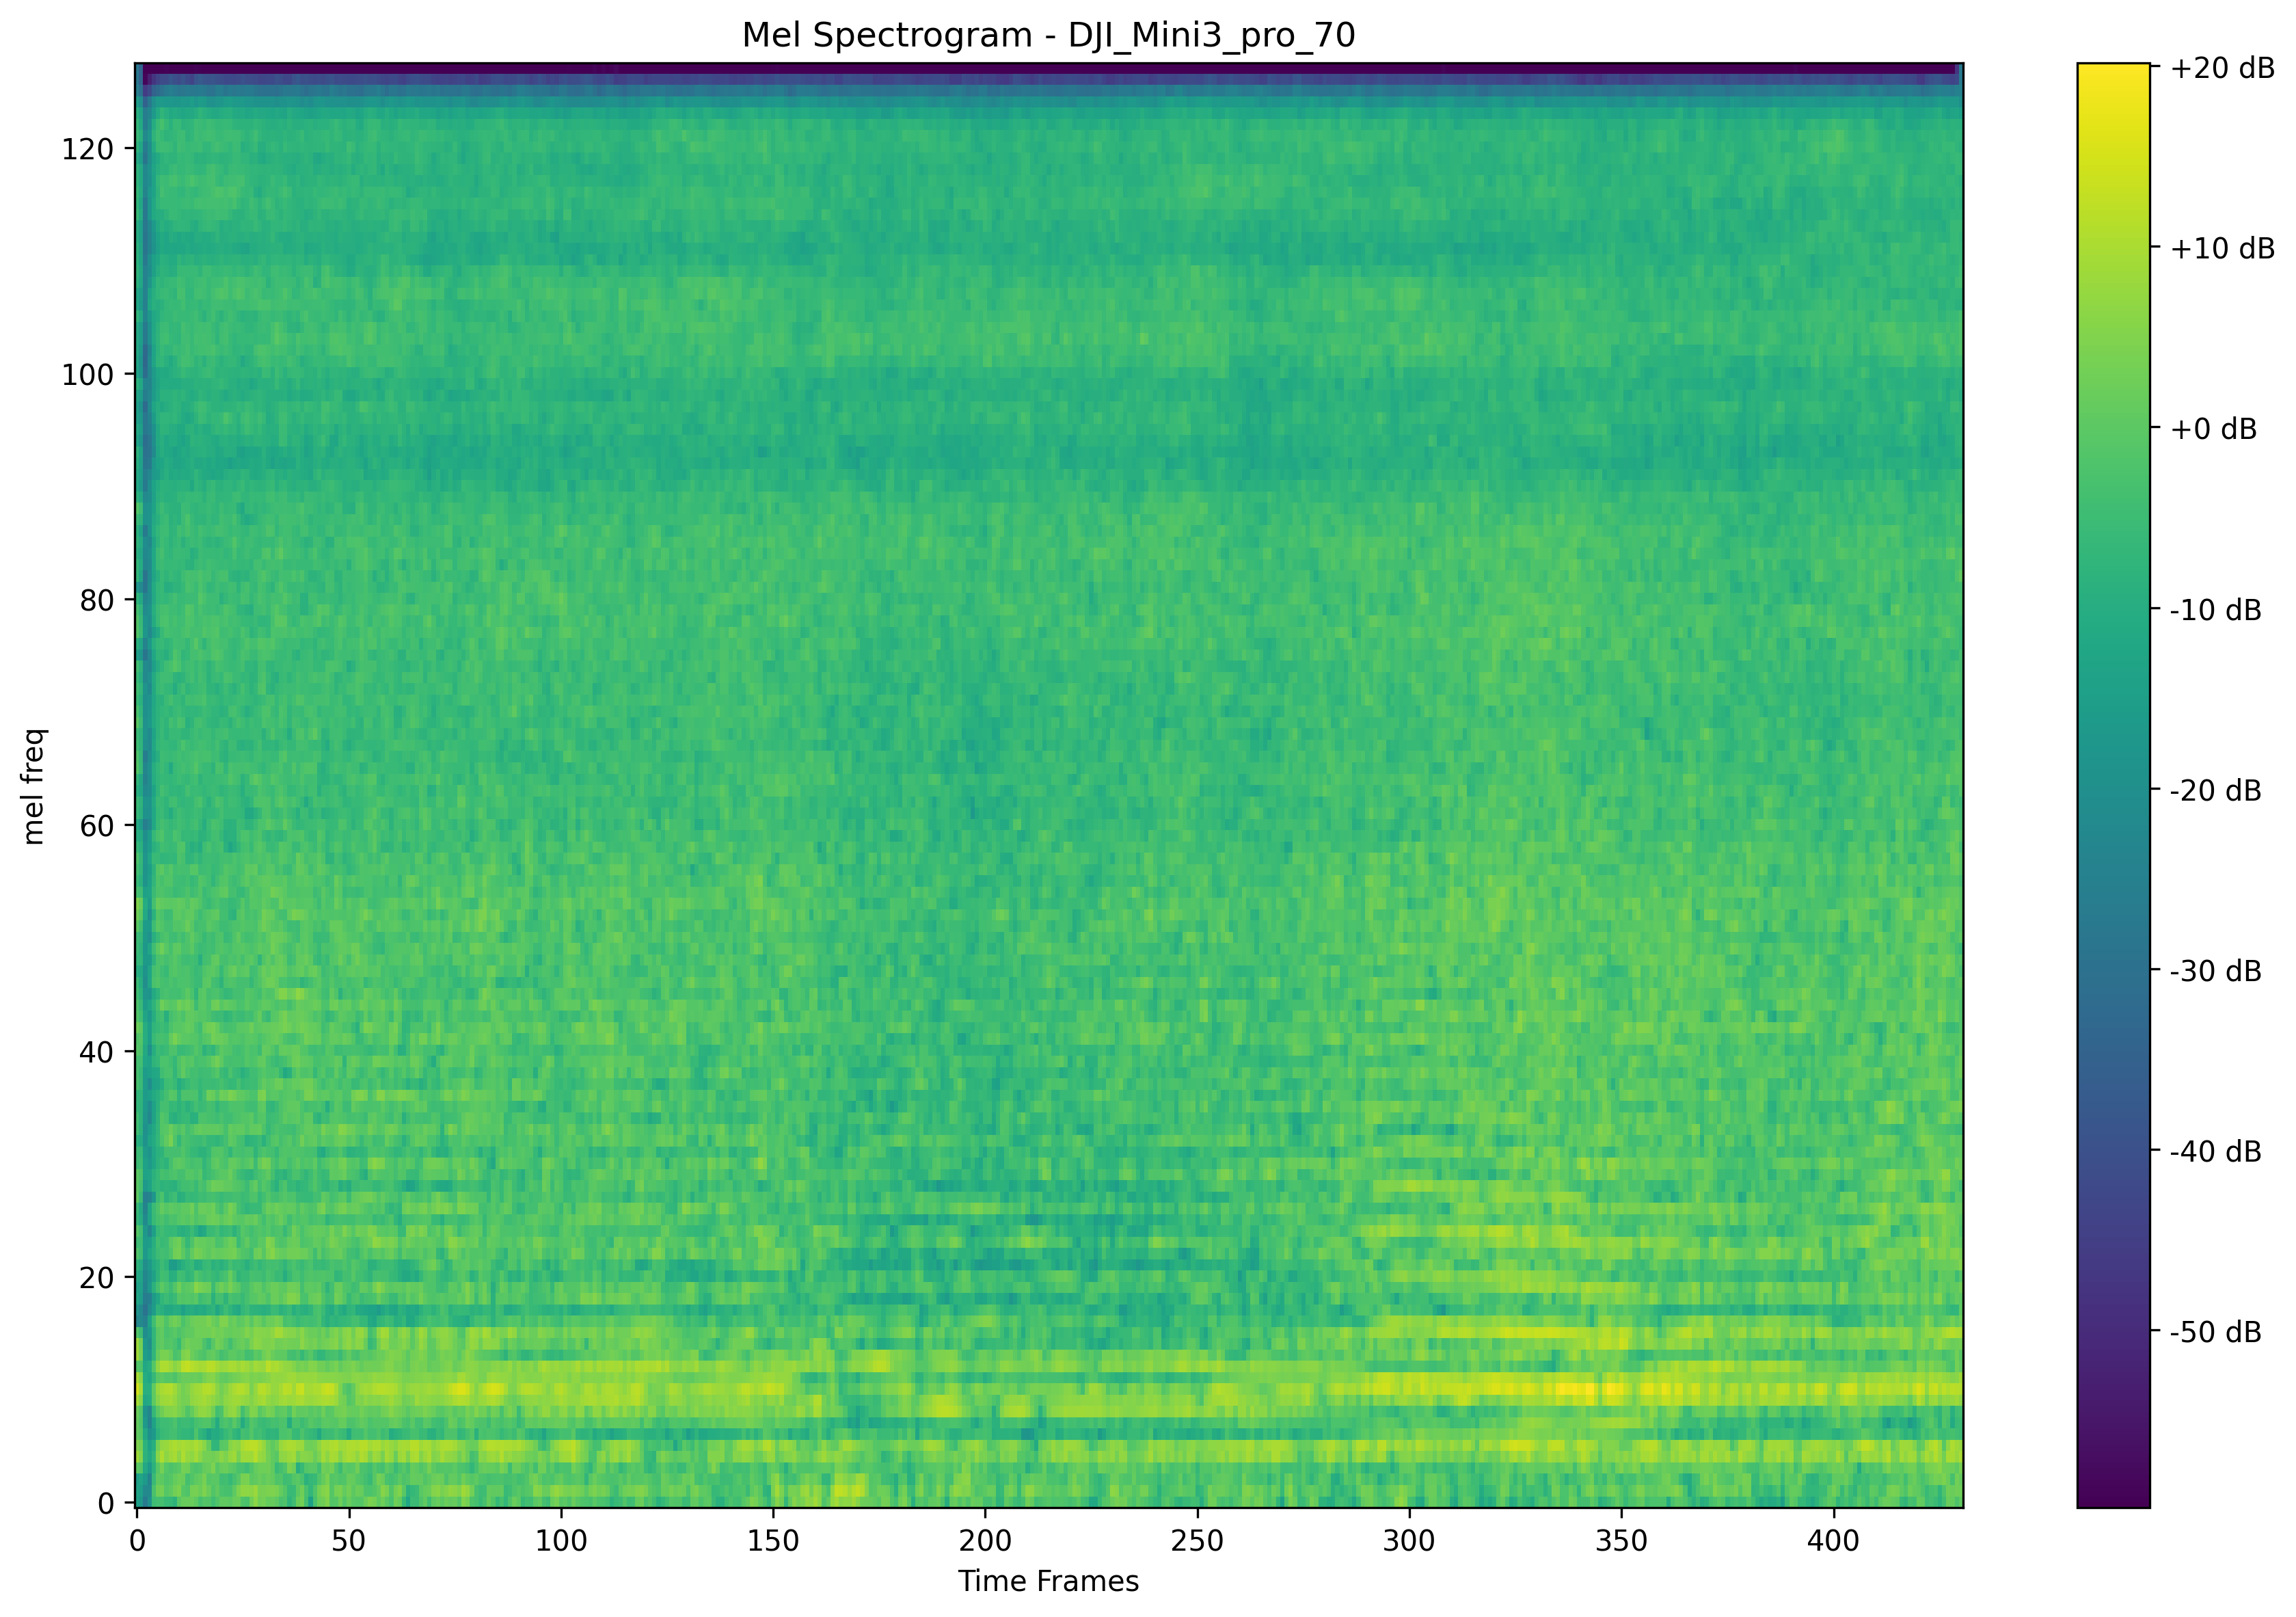 Mel Spectrogram - DJI_Mini3_pro_70
mel freq
120
100
80
60
40
20
0
0 50 100 150 200 250 300 350 400
Time Frames
+20 dB
+10 dB
+0 dB
-10 dB
-20 dB
-30 dB
-40 dB
-50 dB